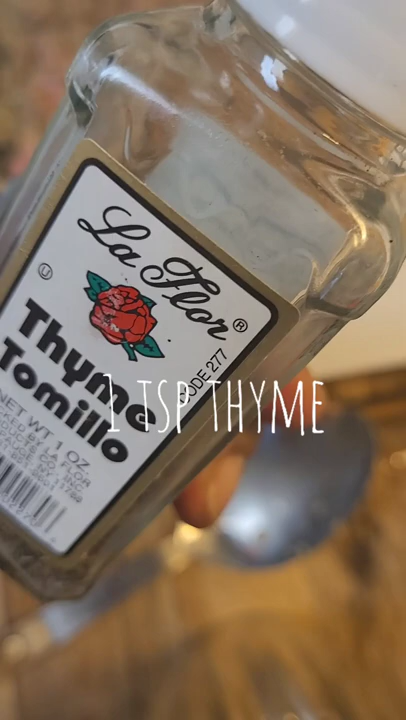 La Flor®
U
CODE 277
Thyme
Tomillo
NET WT 1 OZ
1 TSP THYME